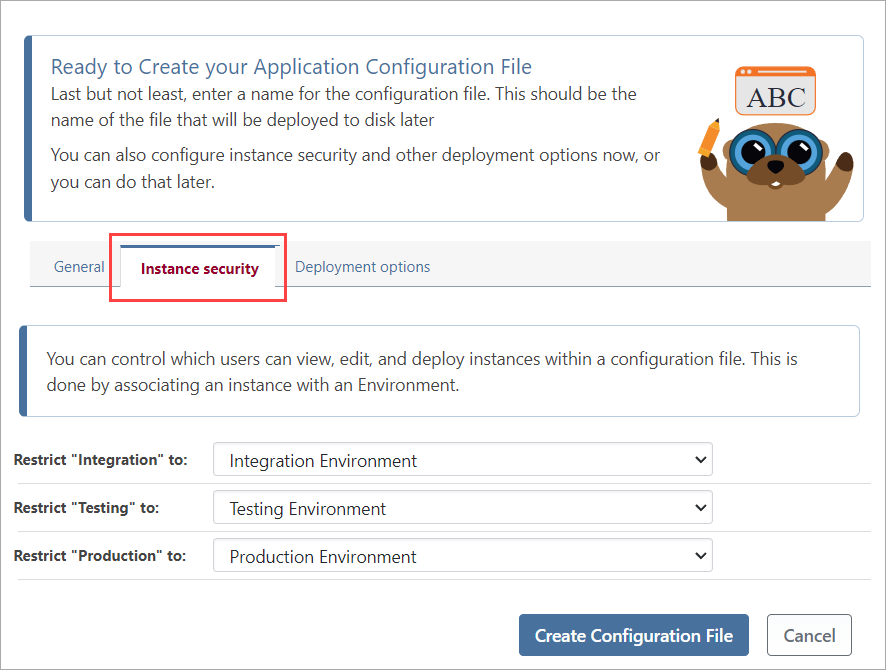 Ready to Create your Application Configuration File
Last but not least, enter a name for the configuration file. This should be the
name of the file that will be deployed to disk later
You can also configure instance security and other deployment options now, or
you can do that later.
ABC
General
Instance security
Deployment options
You can control which users can view, edit, and deploy instances within a configuration file. This is
done by associating an instance with an Environment.
Restrict "Integration" to:
Integration Environment
Restrict "Testing" to:
Testing Environment
Restrict "Production" to:
Production Environment
Create Configuration File
Cancel